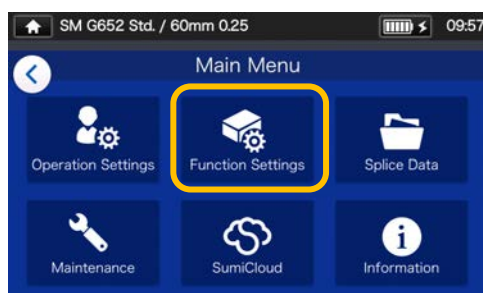 SM G652 Std. / 60mm 0.25 09:57
Main Menu
Operation Settings Function Settings Splice Data
Maintenance SumiCloud Information